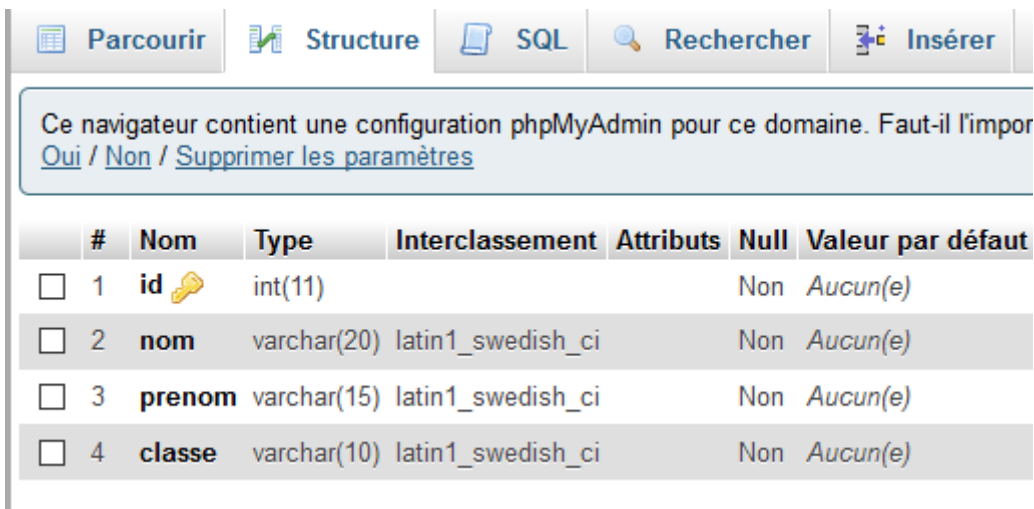 Parcourir Structure SQL Rechercher Insérer
Ce navigateur contient une configuration phpMyAdmin pour ce domaine. Faut-il
Oui / Non / Supprimer les paramètres
# Nom Type Interclassement Attributs Null Valeur par défaut
1 id int(11) Non Aucun(e)
2 nom varchar(20) latin1_swedish_ci Non Aucun(e)
3 prenom varchar(15) latin1_swedish_ci Non Aucun(e)
4 classe varchar(10) latin1_swedish_ci Non Aucun(e)